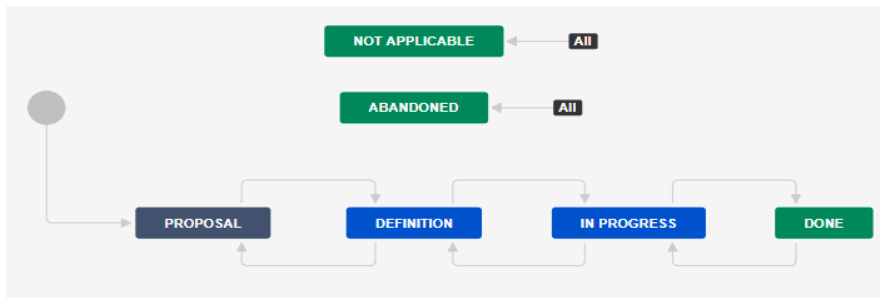 NOT APPLICABLE All
ABANDONED All
PROPOSAL DEFINITION IN PROGRESS DONE